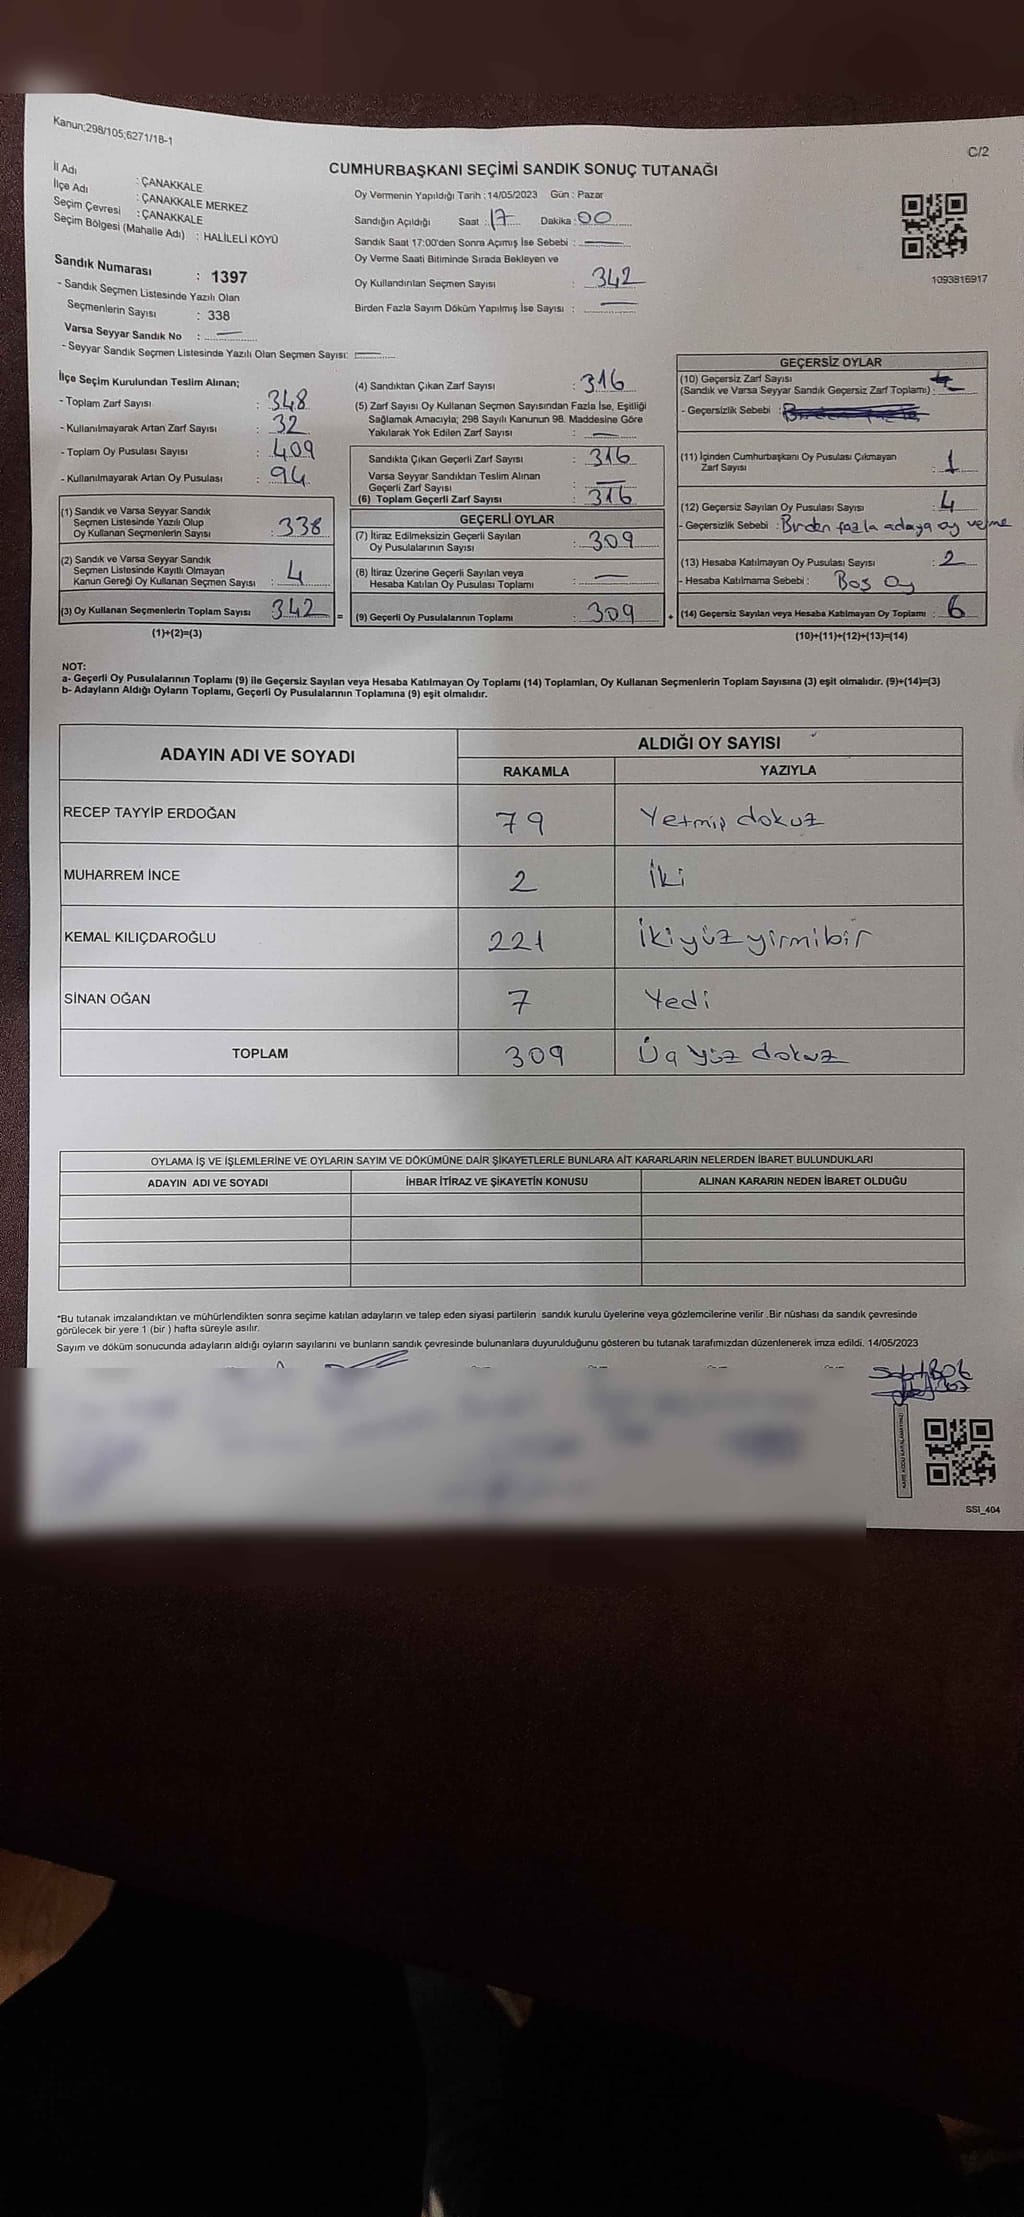 Kanun;298/105;6271/18-1
C/2
CUMHURBAŞKANI SEÇİMİ SANDIK SONUÇ TUTANAĞI
İl Adı : ÇANAKKALE
İlçe Adı : ÇANAKKALE MERKEZ
Seçim Çevresi : ÇANAKKALE
Seçim Bölgesi (Mahalle Adı) : HALİLELİ KÖYÜ
Sandık Numarası : 1397
- Sandık Seçmen Listesinde Yazılı Olan
Seçmenlerin Sayısı : 338
Varsa Seyyar Sandık No : —
- Seyyar Sandık Seçmen Listesinde Yazılı Olan Seçmen Sayısı: —
Oy Vermenin Yapıldığı Tarih : 14/05/2023 Gün : Pazar
Sandığın Açıldığı Saat : 17 Dakika : 00
Sandık Saat 17:00'den Sonra Açımış İse Sebebi : —
Oy Verme Saati Bitiminde Sırada Bekleyen ve
Oy Kullandırılan Seçmen Sayısı : 342
Birden Fazla Sayım Döküm Yapılmış İse Sayısı : —
1093816917
İlçe Seçim Kurulundan Teslim Alınan;
- Toplam Zarf Sayısı : 348
- Kullanılmayarak Artan Zarf Sayısı : 32
- Toplam Oy Pusulası Sayısı : 409
- Kullanılmayarak Artan Oy Pusulası : 94
(1) Sandık ve Varsa Seyyar Sandık
Seçmen Listesinde Yazılı Olup
Oy Kullanan Seçmenlerin Sayısı : 338
(2) Sandık ve Varsa Seyyar Sandık
Seçmen Listesinde Kayıtlı Olmayan
Kanun Gereği Oy Kullanan Seçmen Sayısı : 4
(3) Oy Kullanan Seçmenlerin Toplam Sayısı : 342 =
(1)+(2)=(3)
(4) Sandıktan Çıkan Zarf Sayısı : 316
(5) Zarf Sayısı Oy Kullanan Seçmen Sayısından Fazla İse, Eşitliği
Sağlamak Amacıyla; 298 Sayılı Kanunun 98. Maddesine Göre
Yakılarak Yok Edilen Zarf Sayısı : —
Sandıkta Çıkan Geçerli Zarf Sayısı : 316
Varsa Seyyar Sandıktan Teslim Alınan
Geçerli Zarf Sayısı : —
(6) Toplam Geçerli Zarf Sayısı : 316
GEÇERLİ OYLAR
(7) İtiraz Edilmeksizin Geçerli Sayılan
Oy Pusulalarının Sayısı : 309
(8) İtiraz Üzerine Geçerli Sayılan veya
Hesaba Katılan Oy Pusulası Toplamı : —
(9) Geçerli Oy Pusulalarının Toplamı : 309 +
GEÇERSİZ OYLAR
(10) Geçersiz Zarf Sayısı
(Sandık ve Varsa Seyyar Sandık Geçersiz Zarf Toplamı) :
- Geçersizlik Sebebi :
(11) İçinden Cumhurbaşkanı Oy Pusulası Çıkmayan
Zarf Sayısı : 1
(12) Geçersiz Sayılan Oy Pusulası Sayısı : 4
- Geçersizlik Sebebi : Birden fazla adaya oy verme
(13) Hesaba Katılmayan Oy Pusulası Sayısı : 2
- Hesaba Katılmama Sebebi : Boş Oy
(14) Geçersiz Sayılan veya Hesaba Katılmayan Oy Toplamı : 6
(10)+(11)+(12)+(13)=(14)
NOT:
a- Geçerli Oy Pusulalarının Toplamı (9) ile Geçersiz Sayılan veya Hesaba Katılmayan Oy Toplamı (14) Toplamları, Oy Kullanan Seçmenlerin Toplam Sayısına (3) eşit olmalıdır. (9)+(14)=(3)
b- Adayların Aldığı Oyların Toplamı, Geçerli Oy Pusulalarının Toplamına (9) eşit olmalıdır.
ADAYIN ADI VE SOYADI ALDIĞI OY SAYISI
RAKAMLA YAZIYLA
RECEP TAYYİP ERDOĞAN 79 Yetmiş dokuz
MUHARREM İNCE 2 İki
KEMAL KILIÇDAROĞLU 221 İkiyüz yirmibir
SİNAN OĞAN 7 Yedi
TOPLAM 309 Üç yüz dokuz
OYLAMA İŞ VE İŞLEMLERİNE VE OYLARIN SAYIM VE DÖKÜMÜNE DAİR ŞİKAYETLERLE BUNLARA AİT KARARLARIN NELERDEN İBARET BULUNDUKLARI
ADAYIN ADI VE SOYADI İHBAR İTİRAZ VE ŞİKAYETİN KONUSU ALINAN KARARIN NEDEN İBARET OLDUĞU
*Bu tutanak imzalandıktan ve mühürlendikten sonra seçime katılan adayların ve talep eden siyasi partilerin sandık kurulu üyelerine veya gözlemcilerine verilir .Bir nüshası da sandık çevresinde
görülecek bir yere 1 (bir ) hafta süreyle asılır.
Sayım ve döküm sonucunda adayların aldığı oyların sayılarını ve bunların sandık çevresinde bulunanlara duyurulduğunu gösteren bu tutanak tarafımızdan düzenlenerek imza edildi. 14/05/2023
SSI_404